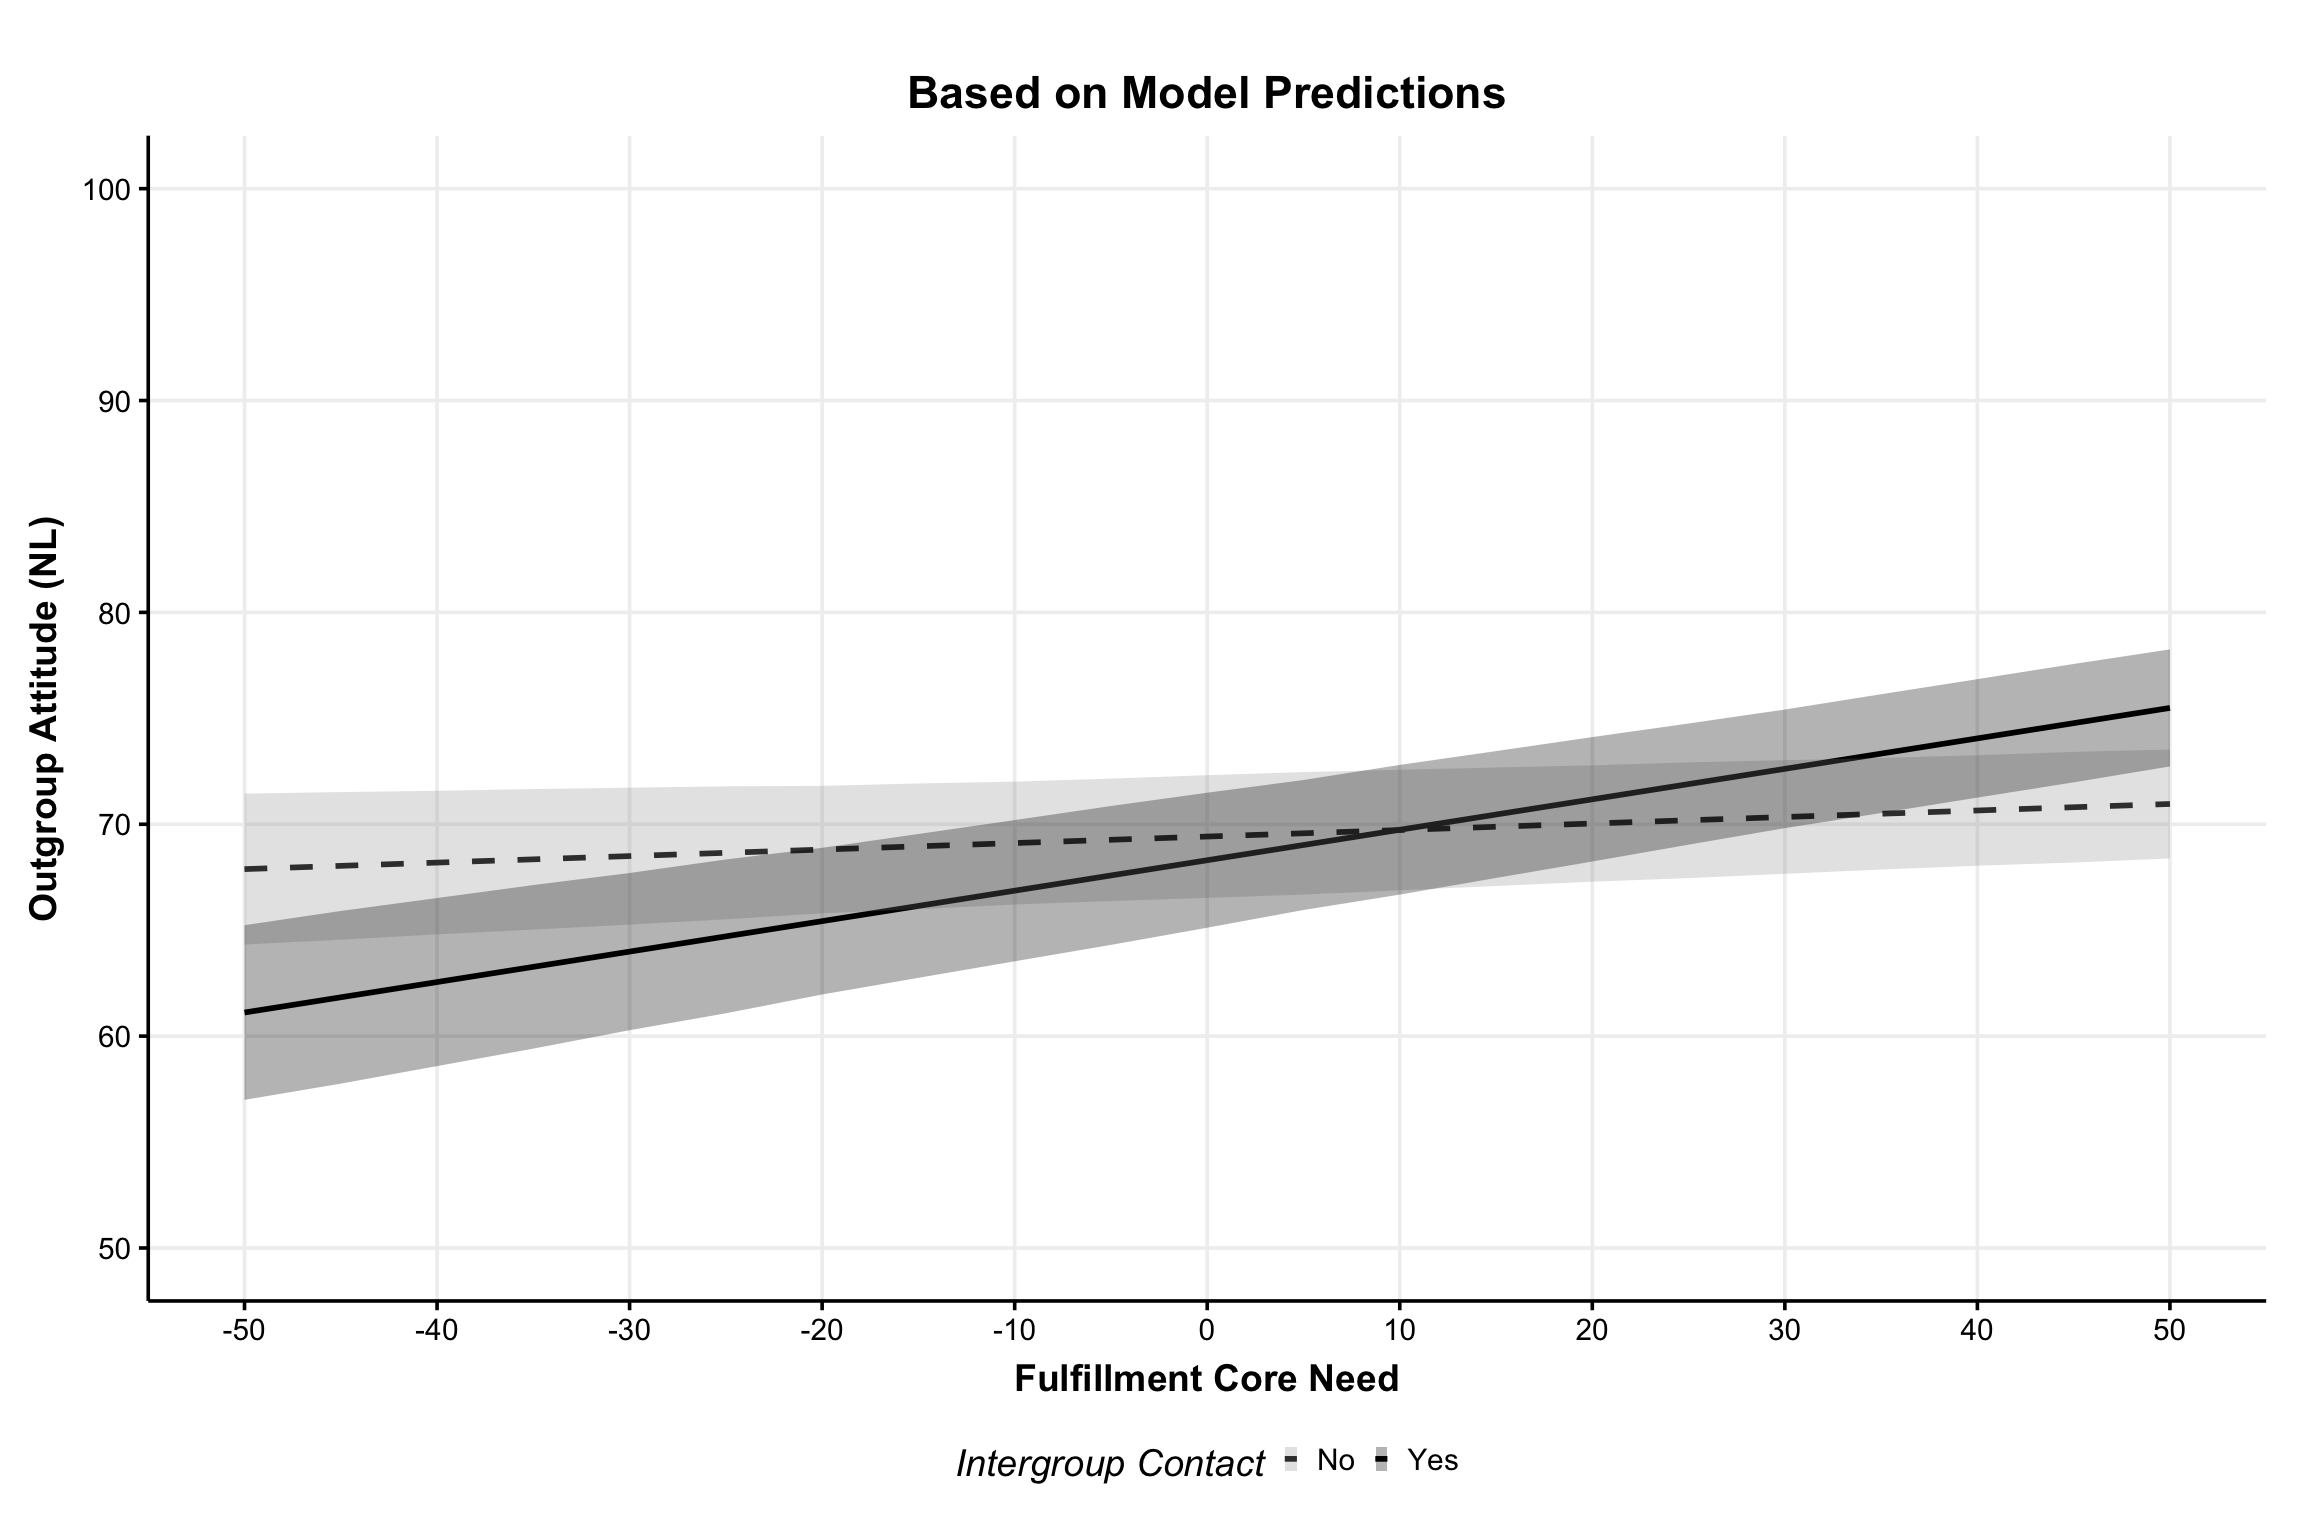 Based on Model Predictions
Outgroup Attitude (NL)
100
90
80
70
60
50
-50 -40 -30 -20 -10 0 10 20 30 40 50
Fulfillment Core Need
Intergroup Contact No Yes